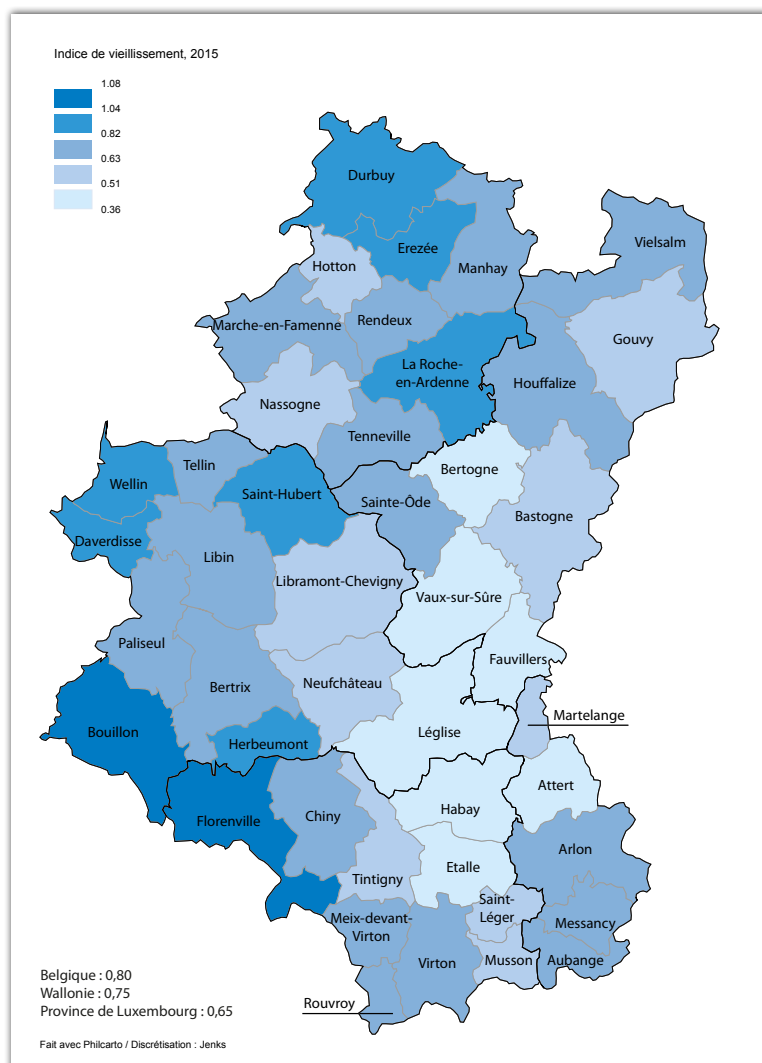 Indice de vieillissement, 2015
1.08
1.04
0.82
0.63
0.51
0.36
Durbuy
Erezée
Vielsalm
Hotton
Manhay
Rendeux
Marche-en-Famenne
Gouvy
La Roche-
en-Ardenne
Houffalize
Nassogne
Tenneville
Tellin
Bertogne
Wellin
Saint-Hubert
Sainte-Ôde
Bastogne
Daverdisse
Libin
Libramont-Chevigny
Vaux-sur-Sûre
Paliseul
Fauvillers
Neufchâteau
Bertrix
Martelange
Bouillon
Léglise
Herbeumont
Attert
Habay
Chiny
Florenville
Arlon
Etalle
Tintigny
Saint-
Léger
Meix-devant-
Virton
Messancy
Virton
Musson
Aubange
Belgique : 0,80
Wallonie : 0,75
Province de Luxembourg : 0,65
Rouvroy
Fait avec Philcarto / Discrétisation : Jenks